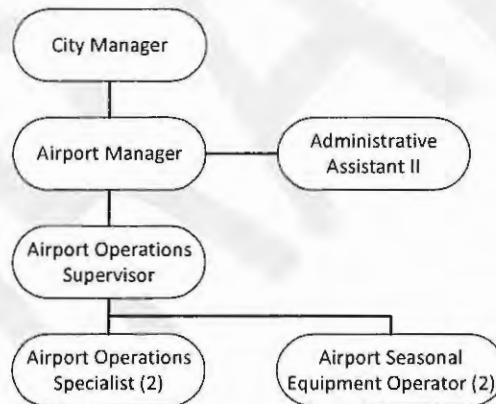 City Manager
Airport Manager
Administrative
Assistant II
Airport Operations
Supervisor
Airport Operations
Specialist (2)
Airport Seasonal
Equipment Operator (2)